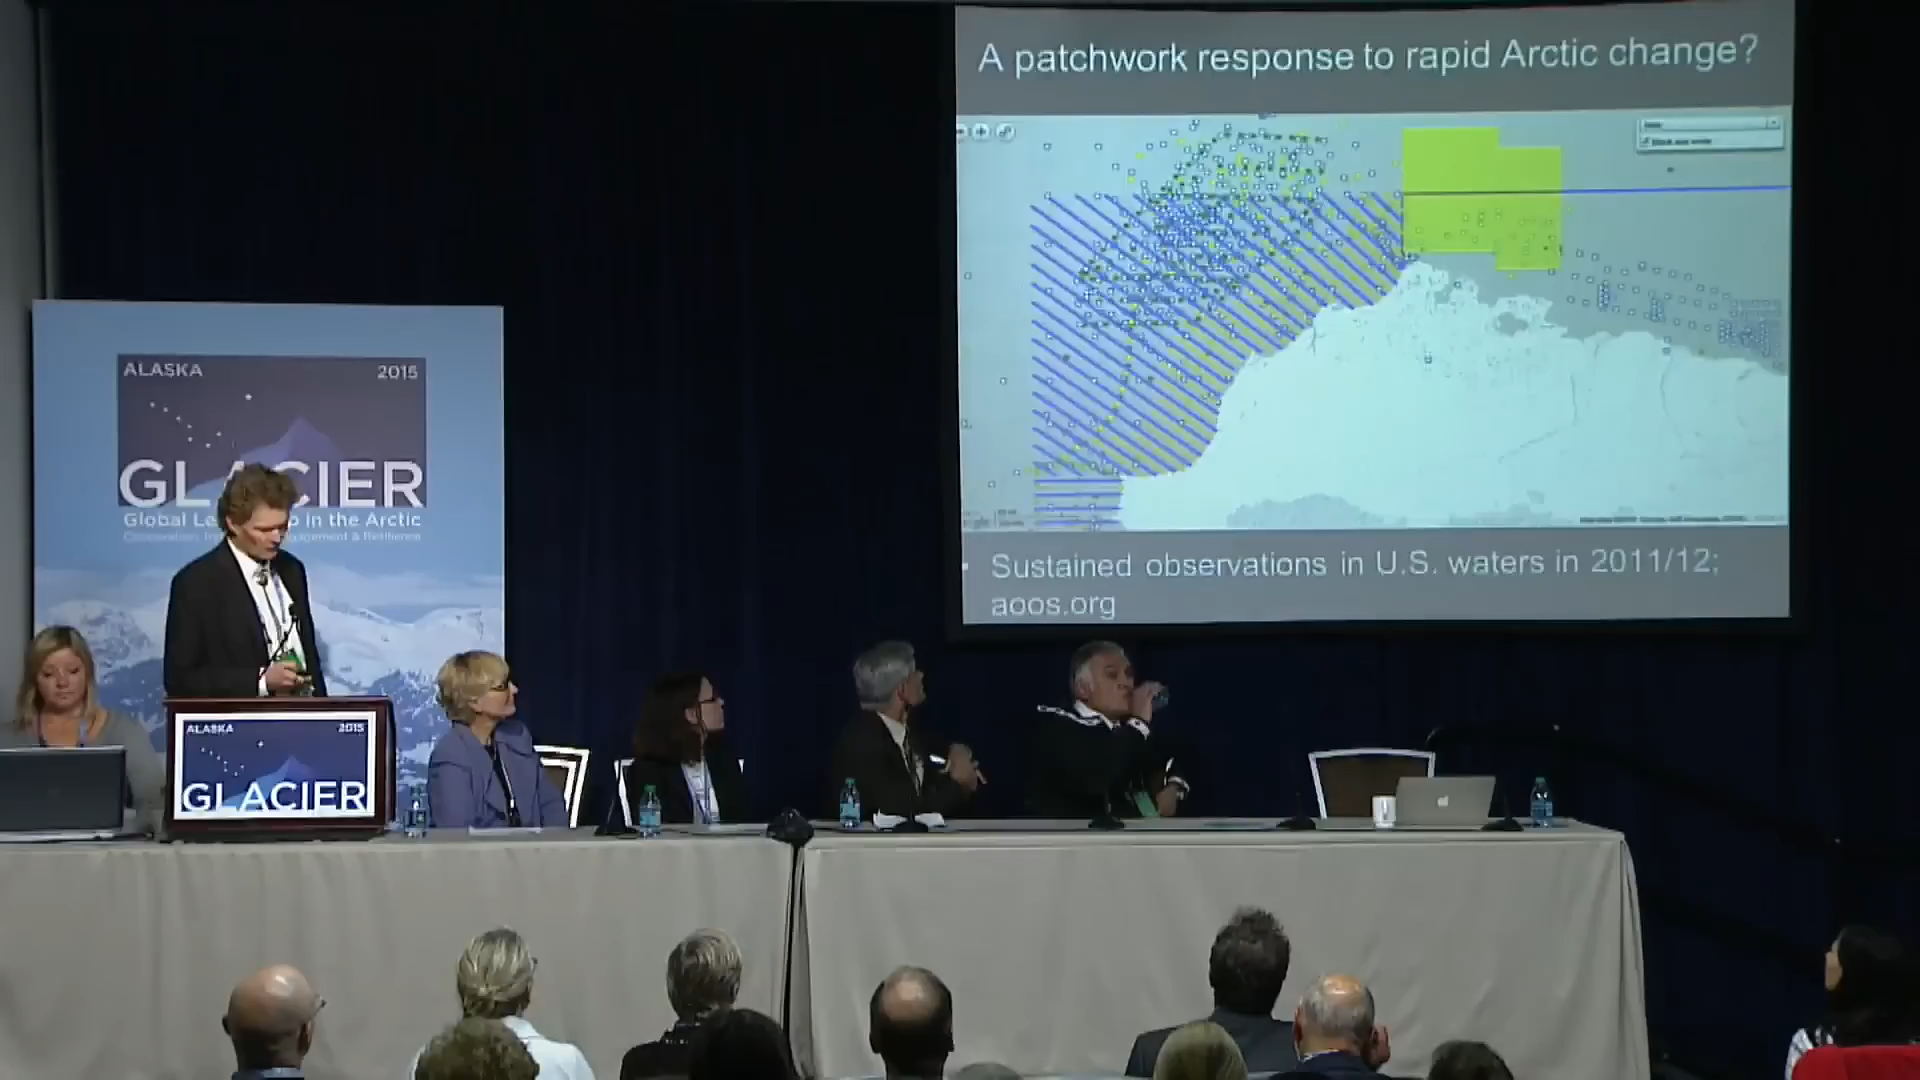 A patchwork response to rapid Arctic change?
Sustained observations in U.S. waters in 2011/12;
aoos.org
ALASKA 2015
GLACIER
Global Le in the Arctic
& Resilience
ALASKA 2015
GLACIER